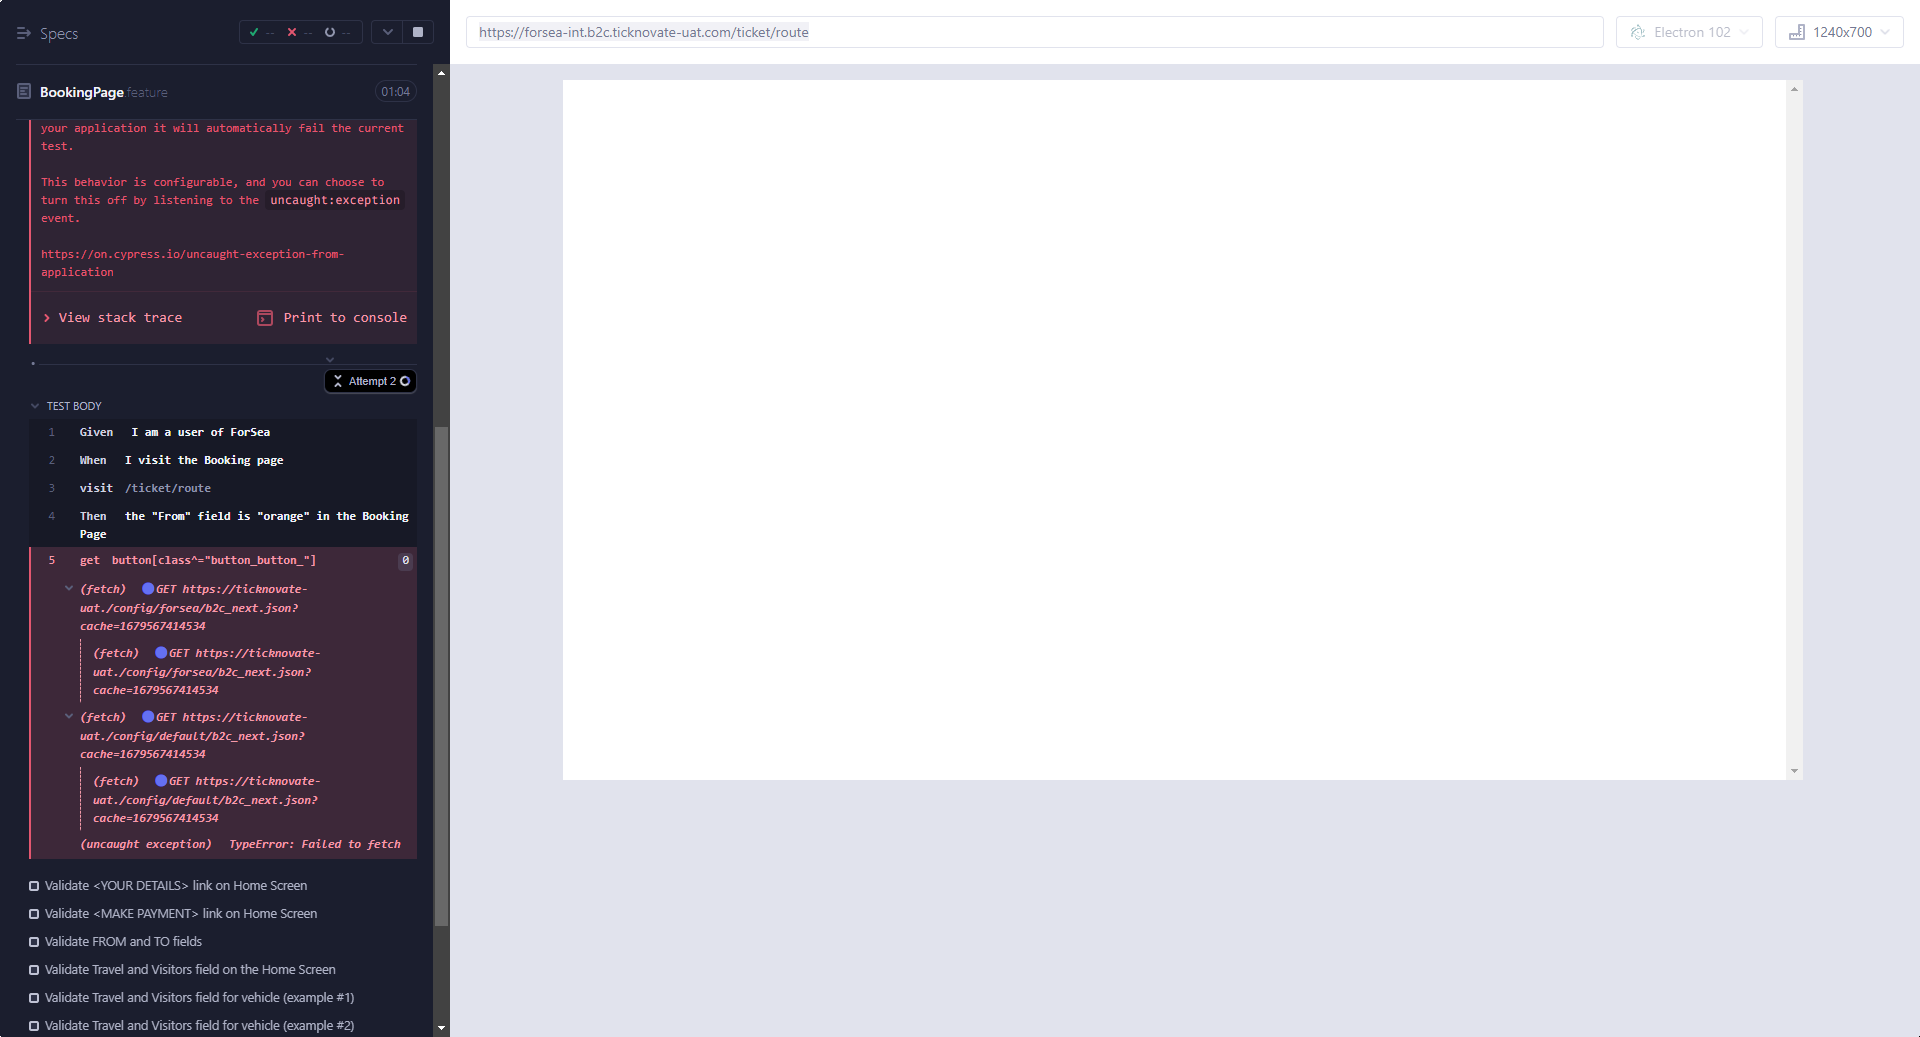 Specs
-- -- --
BookingPage.feature
01:04
your application it will automatically fail the current
test.
This behavior is configurable, and you can choose to
turn this off by listening to the uncaught:exception
event.
https://on.cypress.io/uncaught-exception-from-
application
View stack trace
Print to console
Attempt 2
TEST BODY
1 Given I am a user of ForSea
2 When I visit the Booking page
3 visit /ticket/route
4 Then the "From" field is "orange" in the Booking
Page
5 get button[class^="button_button_"] 0
(fetch) GET https://ticknovate-
uat./config/forsea/b2c_next.json?
cache=1679567414534
(fetch) GET https://ticknovate-
uat./config/forsea/b2c_next.json?
cache=1679567414534
(fetch) GET https://ticknovate-
uat./config/default/b2c_next.json?
cache=1679567414534
(fetch) GET https://ticknovate-
uat./config/default/b2c_next.json?
cache=1679567414534
(uncaught exception) TypeError: Failed to fetch
Validate <YOUR DETAILS> link on Home Screen
Validate <MAKE PAYMENT> link on Home Screen
Validate FROM and TO fields
Validate Travel and Visitors field on the Home Screen
Validate Travel and Visitors field for vehicle (example #1)
Validate Travel and Visitors field for vehicle (example #2)
https://forsea-int.b2c.ticknovate-uat.com/ticket/route
Electron 102
1240x700